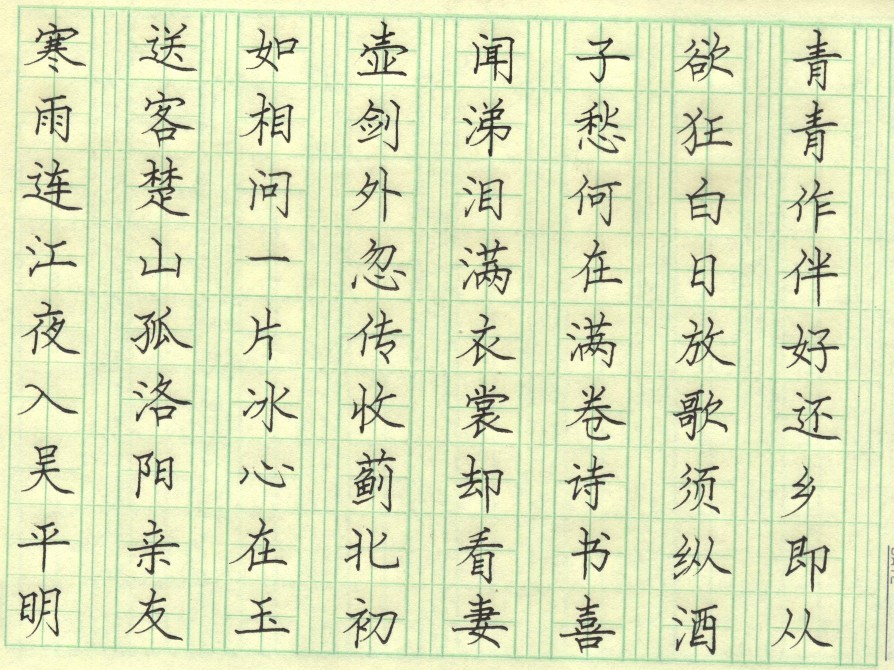 寒雨连江夜入吴平明
送客楚山孤洛阳亲友
如相问一片冰心在玉
壶剑外忽传收蓟北初
闻涕泪满衣裳却看妻
子愁何在满卷诗书喜
欲狂白日放歌须纵酒
青青作伴好还乡即从